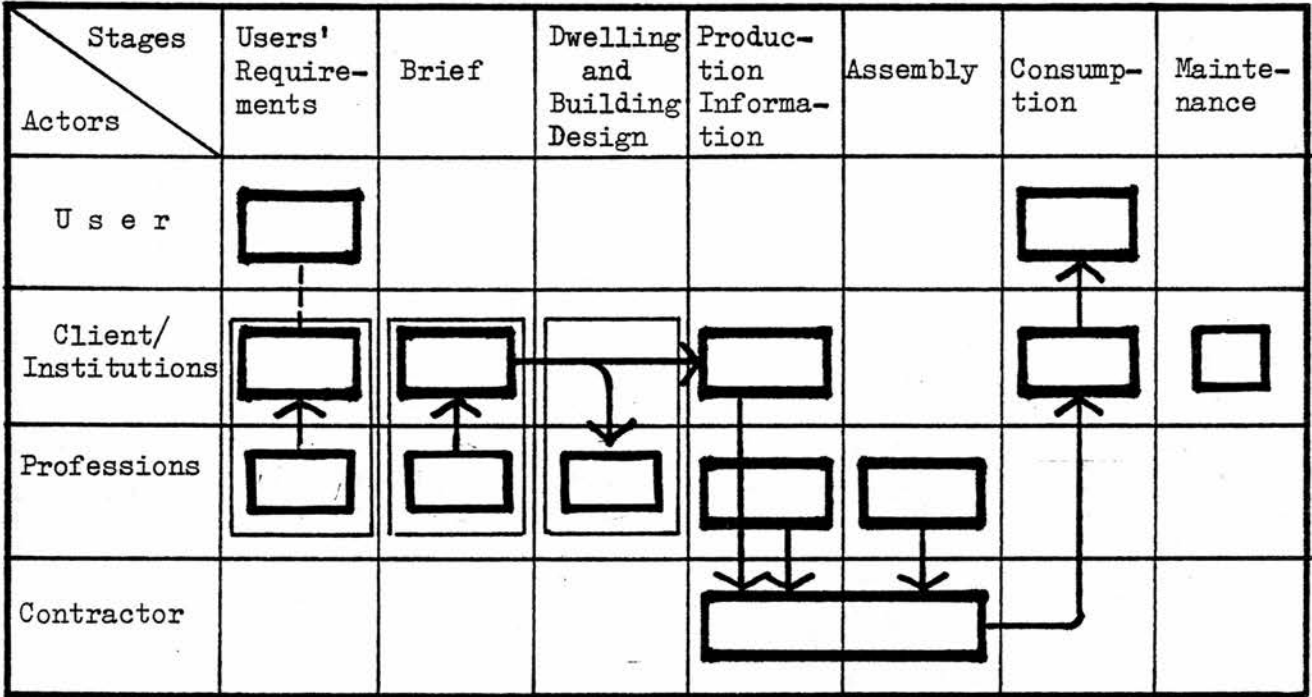 Stages
Actors
Users'
Require-
ments
Brief
Dwelling
and
Building
Design
Produc-
tion
Informa-
tion
Assembly
Consump-
tion
Mainte-
nance
U s e r
Client/
Institutions
Professions
Contractor